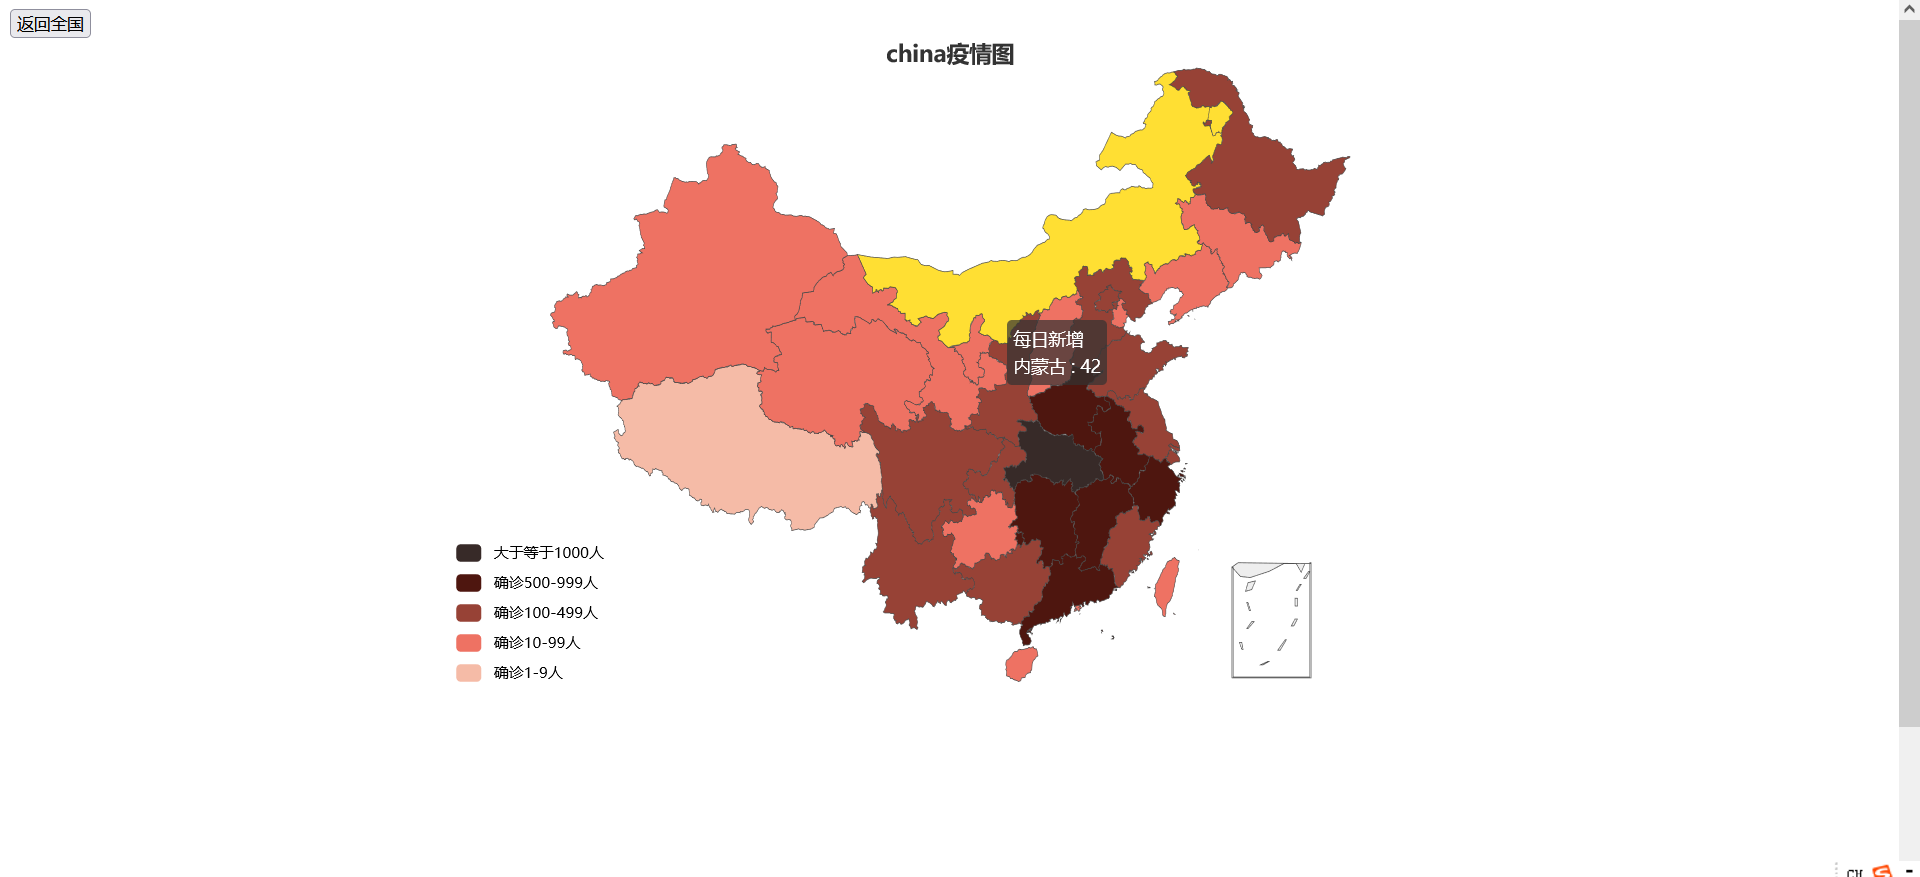 返回全国
china疫情图
每日新增
内蒙古 : 42
大于等于1000人
确诊500-999人
确诊100-499人
确诊10-99人
确诊1-9人
CH